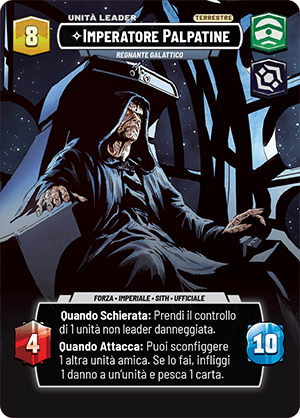 UNITÀ LEADER
TERRESTRE
8
IMPERATORE PALPATINE
REGNANTE GALATTICO
FORZA • IMPERIALE • SITH • UFFICIALE
Quando Schierata: Prendi il controllo
di 1 unità non leader danneggiata.
Quando Attacca: Puoi sconfiggere
1 altra unità amica. Se lo fai, infliggi
1 danno a un'unità e pesca 1 carta.
4
10